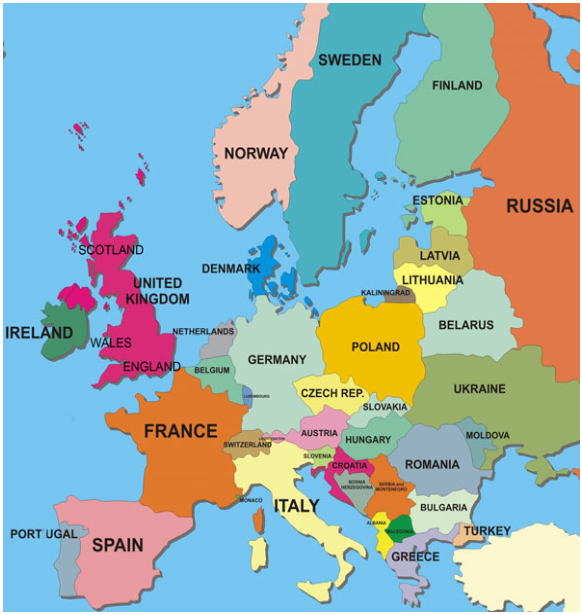 SWEDEN
FINLAND
NORWAY
ESTONIA
RUSSIA
SCOTLAND
LATVIA
DENMARK
LITHUANIA
UNITED
KINGDOM
KALININGRAD
IRELAND
BELARUS
NETHERLANDS
WALES
POLAND
GERMANY
ENGLAND
BELGIUM
UKRAINE
CZECH REP.
LUXEMBOURG
SLOVAKIA
FRANCE
AUSTRIA
MOLDOVA
LIECHTENSTEIN
HUNGARY
SWITZERLAND
SLOVENIA
ROMANIA
CROATIA
BOSNIA
HERZEGOVINA
SERBIA and
MONTENEGRO
MONACO
ITALY
BULGARIA
ALBANIA
MACEDONIA
TURKEY
PORT UGAL
SPAIN
GREECE